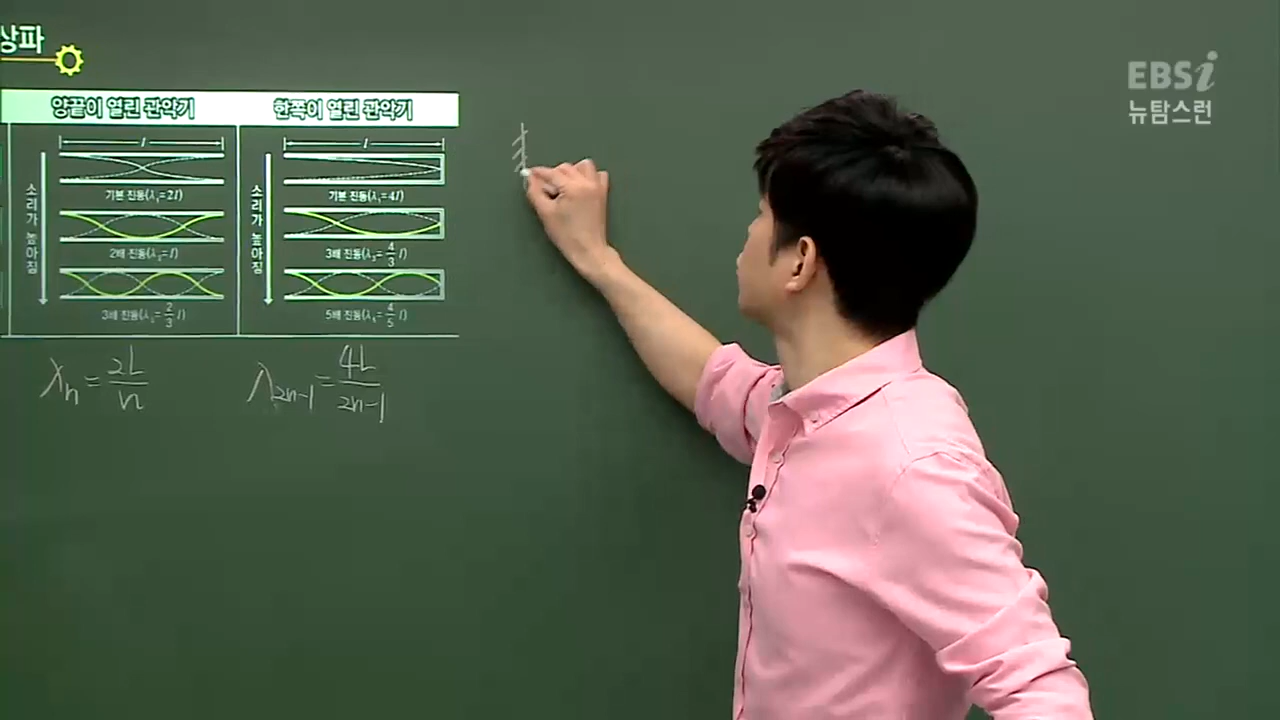 상파
EBSi
뉴탐스런
양끝이 열린 관악기
한쪽이 열린 관악기
l
l
소리가 높아짐
기본 진동(λ₁=2l)
2배 진동(λ₂=l)
3배 진동(λ₃=2/3 l)
소리가 높아짐
기본 진동(λ₁=4l)
3배 진동(λ₃=4/3 l)
5배 진동(λ₅=4/5 l)
λn = 2L/n
λ2n-1 = 4L/2n-1